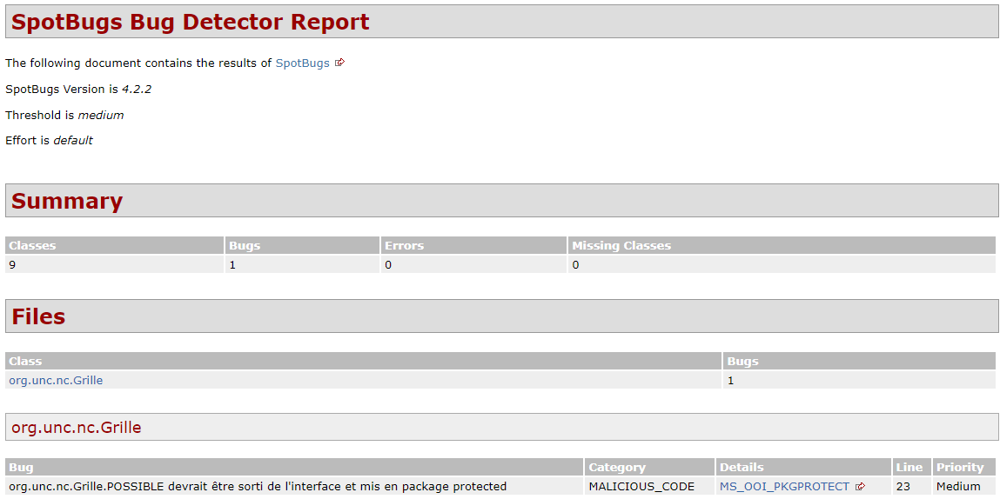 SpotBugs Bug Detector Report
The following document contains the results of SpotBugs
SpotBugs Version is 4.2.2
Threshold is medium
Effort is default
Summary
Classes Bugs Errors Missing Classes
9 1 0 0
Files
Class Bugs
org.unc.nc.Grille 1
org.unc.nc.Grille
Bug Category Details Line Priority
org.unc.nc.Grille.POSSIBLE devrait être sorti de l'interface et mis en package protected MALICIOUS_CODE MS_OOI_PKGPROTECT 23 Medium